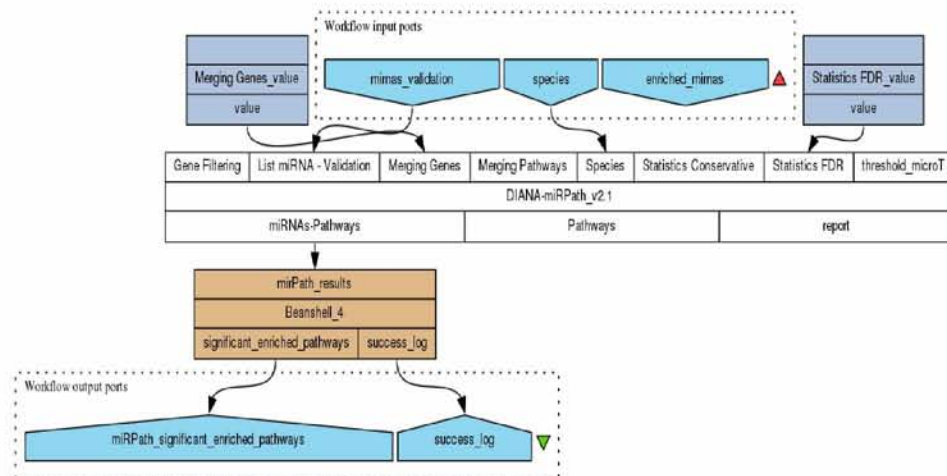 Workflow input ports
Merging Genes_value
value
mirnas_validation
species
enriched_mirnas
Statistics FDR_value
value
Gene Filtering
List miRNA - Validation
Merging Genes
Merging Pathways
Species
Statistics Conservative
Statistics FDR
threshold_microT
DIANA-miRPath_v2.1
miRNAs-Pathways
Pathways
report
mirPath_results
Beanshell_4
significant_enriched_pathways
success_log
Workflow output ports
miRPath_significant_enriched_pathways
success_log